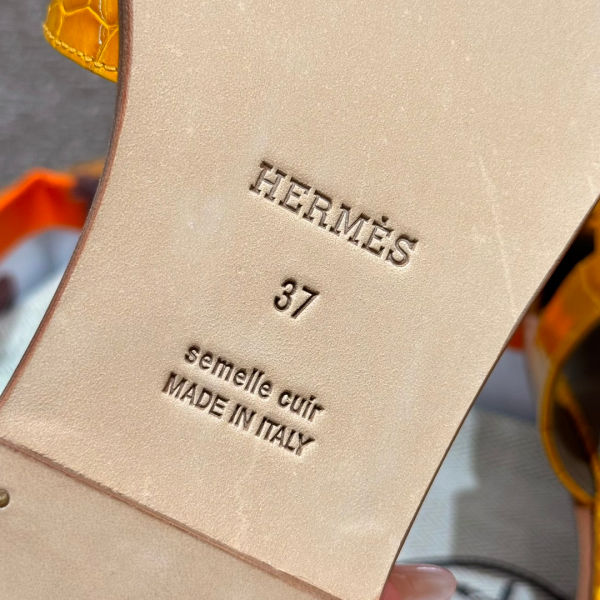 HERMÈS
37
semelle cuir
MADE IN ITALY